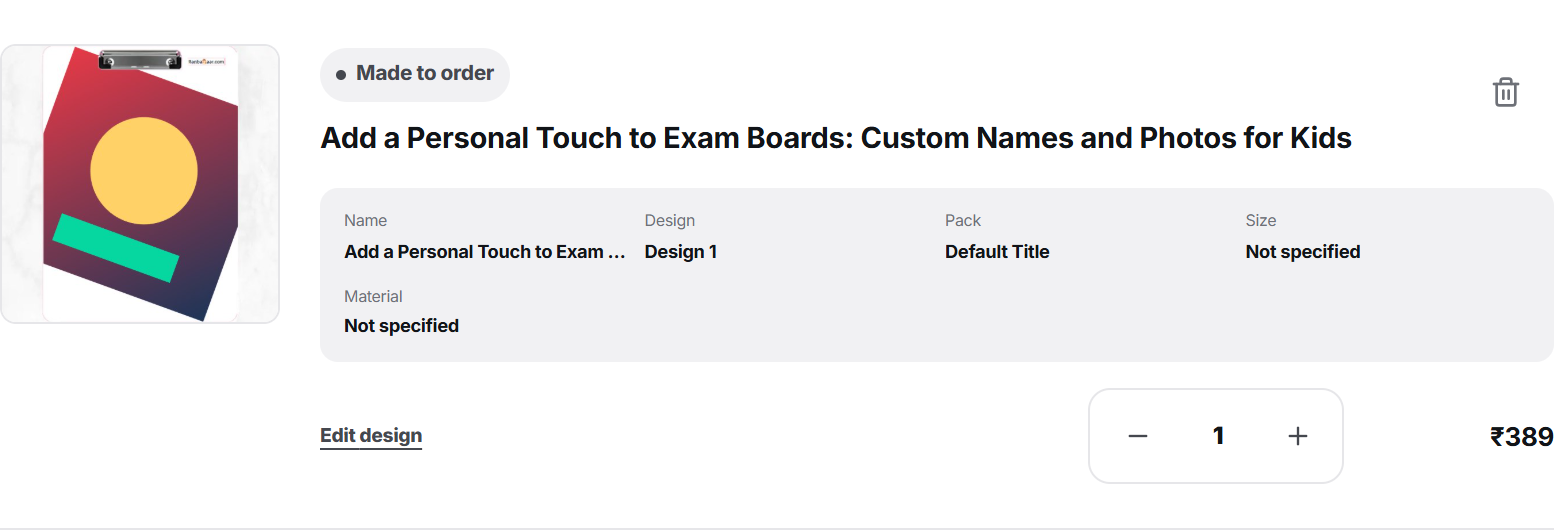 Made to order
Add a Personal Touch to Exam Boards: Custom Names and Photos for Kids
Name
Design
Pack
Size
Add a Personal Touch to Exam ...
Design 1
Default Title
Not specified
Material
Not specified
Edit design
1
₹389